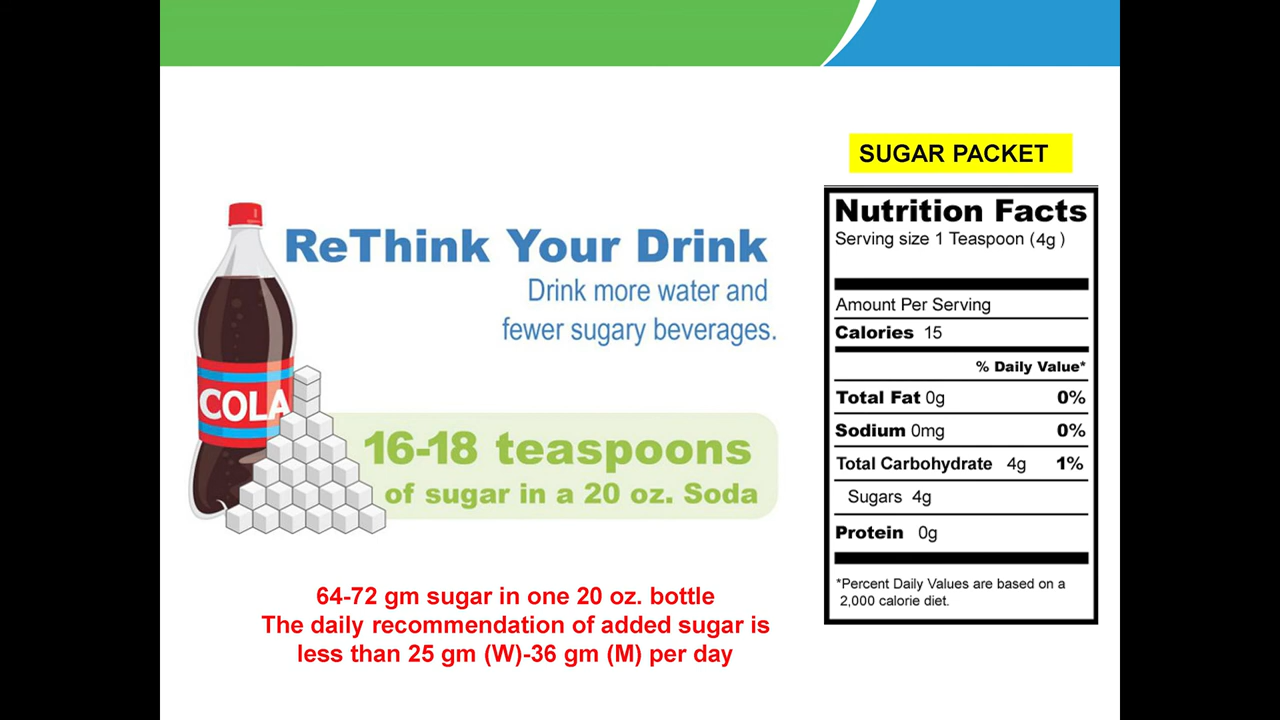 SUGAR PACKET
ReThink Your Drink
Drink more water and
fewer sugary beverages.
COLA
16-18 teaspoons
of sugar in a 20 oz. Soda
64-72 gm sugar in one 20 oz. bottle
The daily recommendation of added sugar is
less than 25 gm (W)-36 gm (M) per day
Nutrition Facts
Serving size 1 Teaspoon (4g )
Amount Per Serving
Calories 15
% Daily Value*
Total Fat 0g 0%
Sodium 0mg 0%
Total Carbohydrate 4g 1%
Sugars 4g
Protein 0g
*Percent Daily Values are based on a
2,000 calorie diet.